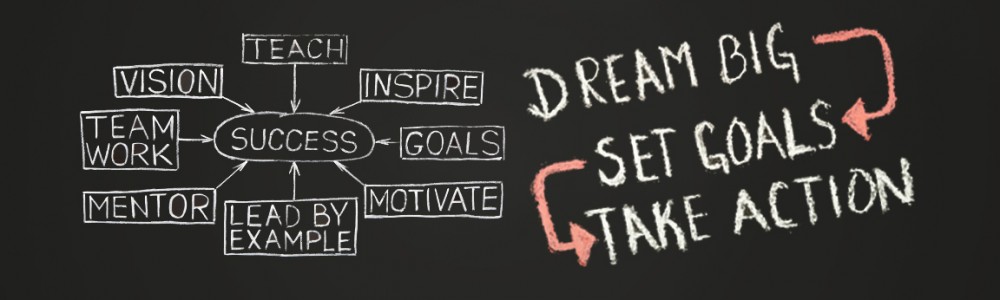 TEACH
VISION
INSPIRE
TEAM
WORK
SUCCESS
GOALS
MENTOR
LEAD BY
EXAMPLE
MOTIVATE
DREAM BIG
SET GOALS
TAKE ACTION